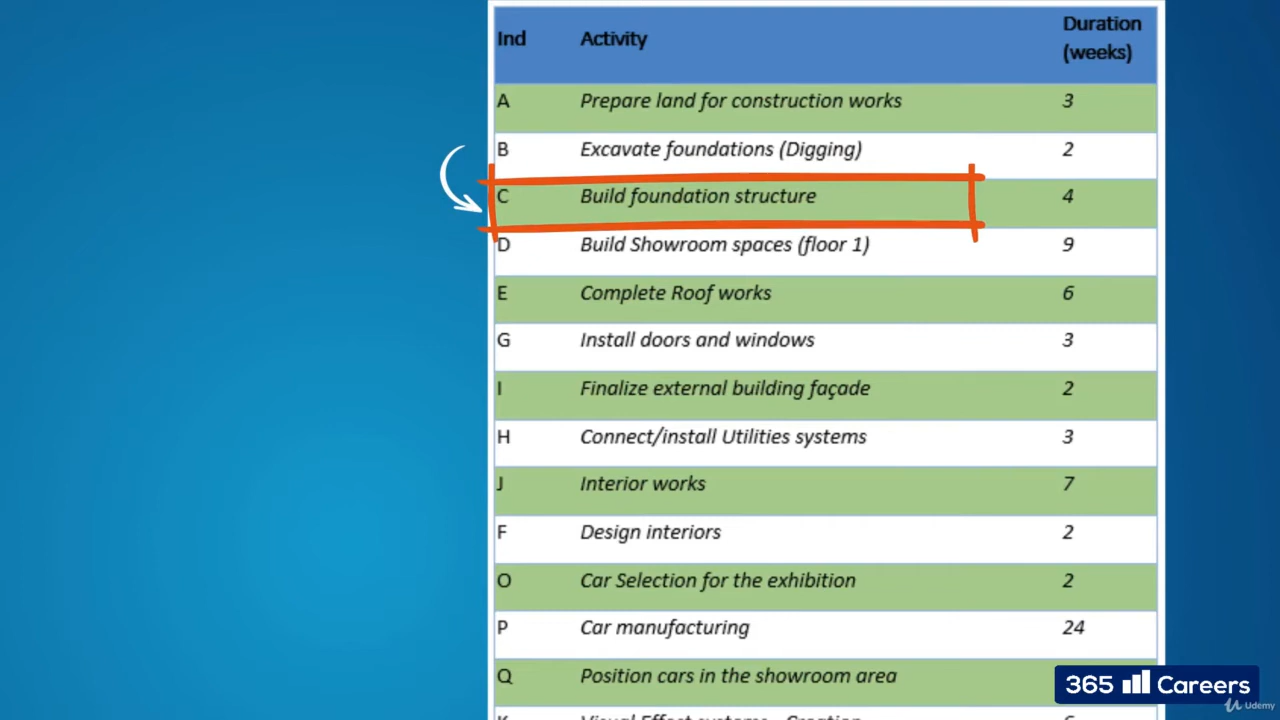 Ind Activity Duration (weeks)
A Prepare land for construction works 3
B Excavate foundations (Digging) 2
C Build foundation structure 4
D Build Showroom spaces (floor 1) 9
E Complete Roof works 6
G Install doors and windows 3
I Finalize external building façade 2
H Connect/install Utilities systems 3
J Interior works 7
F Design interiors 2
O Car Selection for the exhibition 2
P Car manufacturing 24
Q Position cars in the showroom area
365 Careers
Udemy